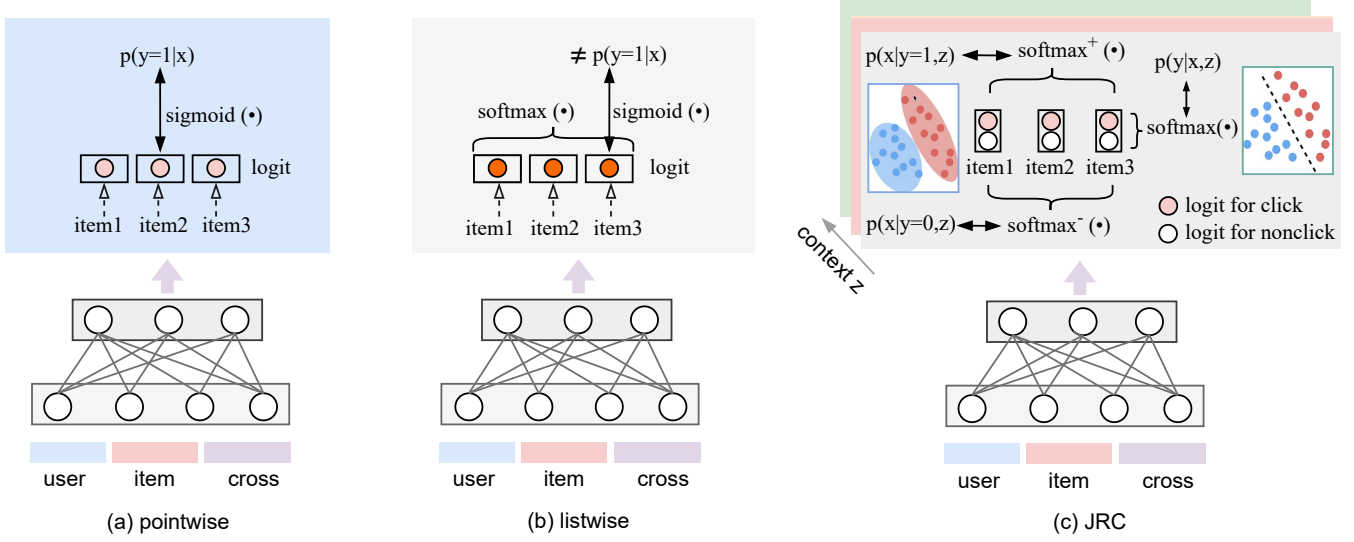 p(y=1|x)
sigmoid (•)
logit
item1 item2 item3
user item cross
(a) pointwise
≠ p(y=1|x)
softmax (•) sigmoid (•)
logit
item1 item2 item3
user item cross
(b) listwise
p(x|y=1,z) softmax⁺ (•)
p(y|x,z)
softmax(•)
item1 item2 item3
p(x|y=0,z) softmax⁻ (•)
logit for click
logit for nonclick
context z
user item cross
(c) JRC